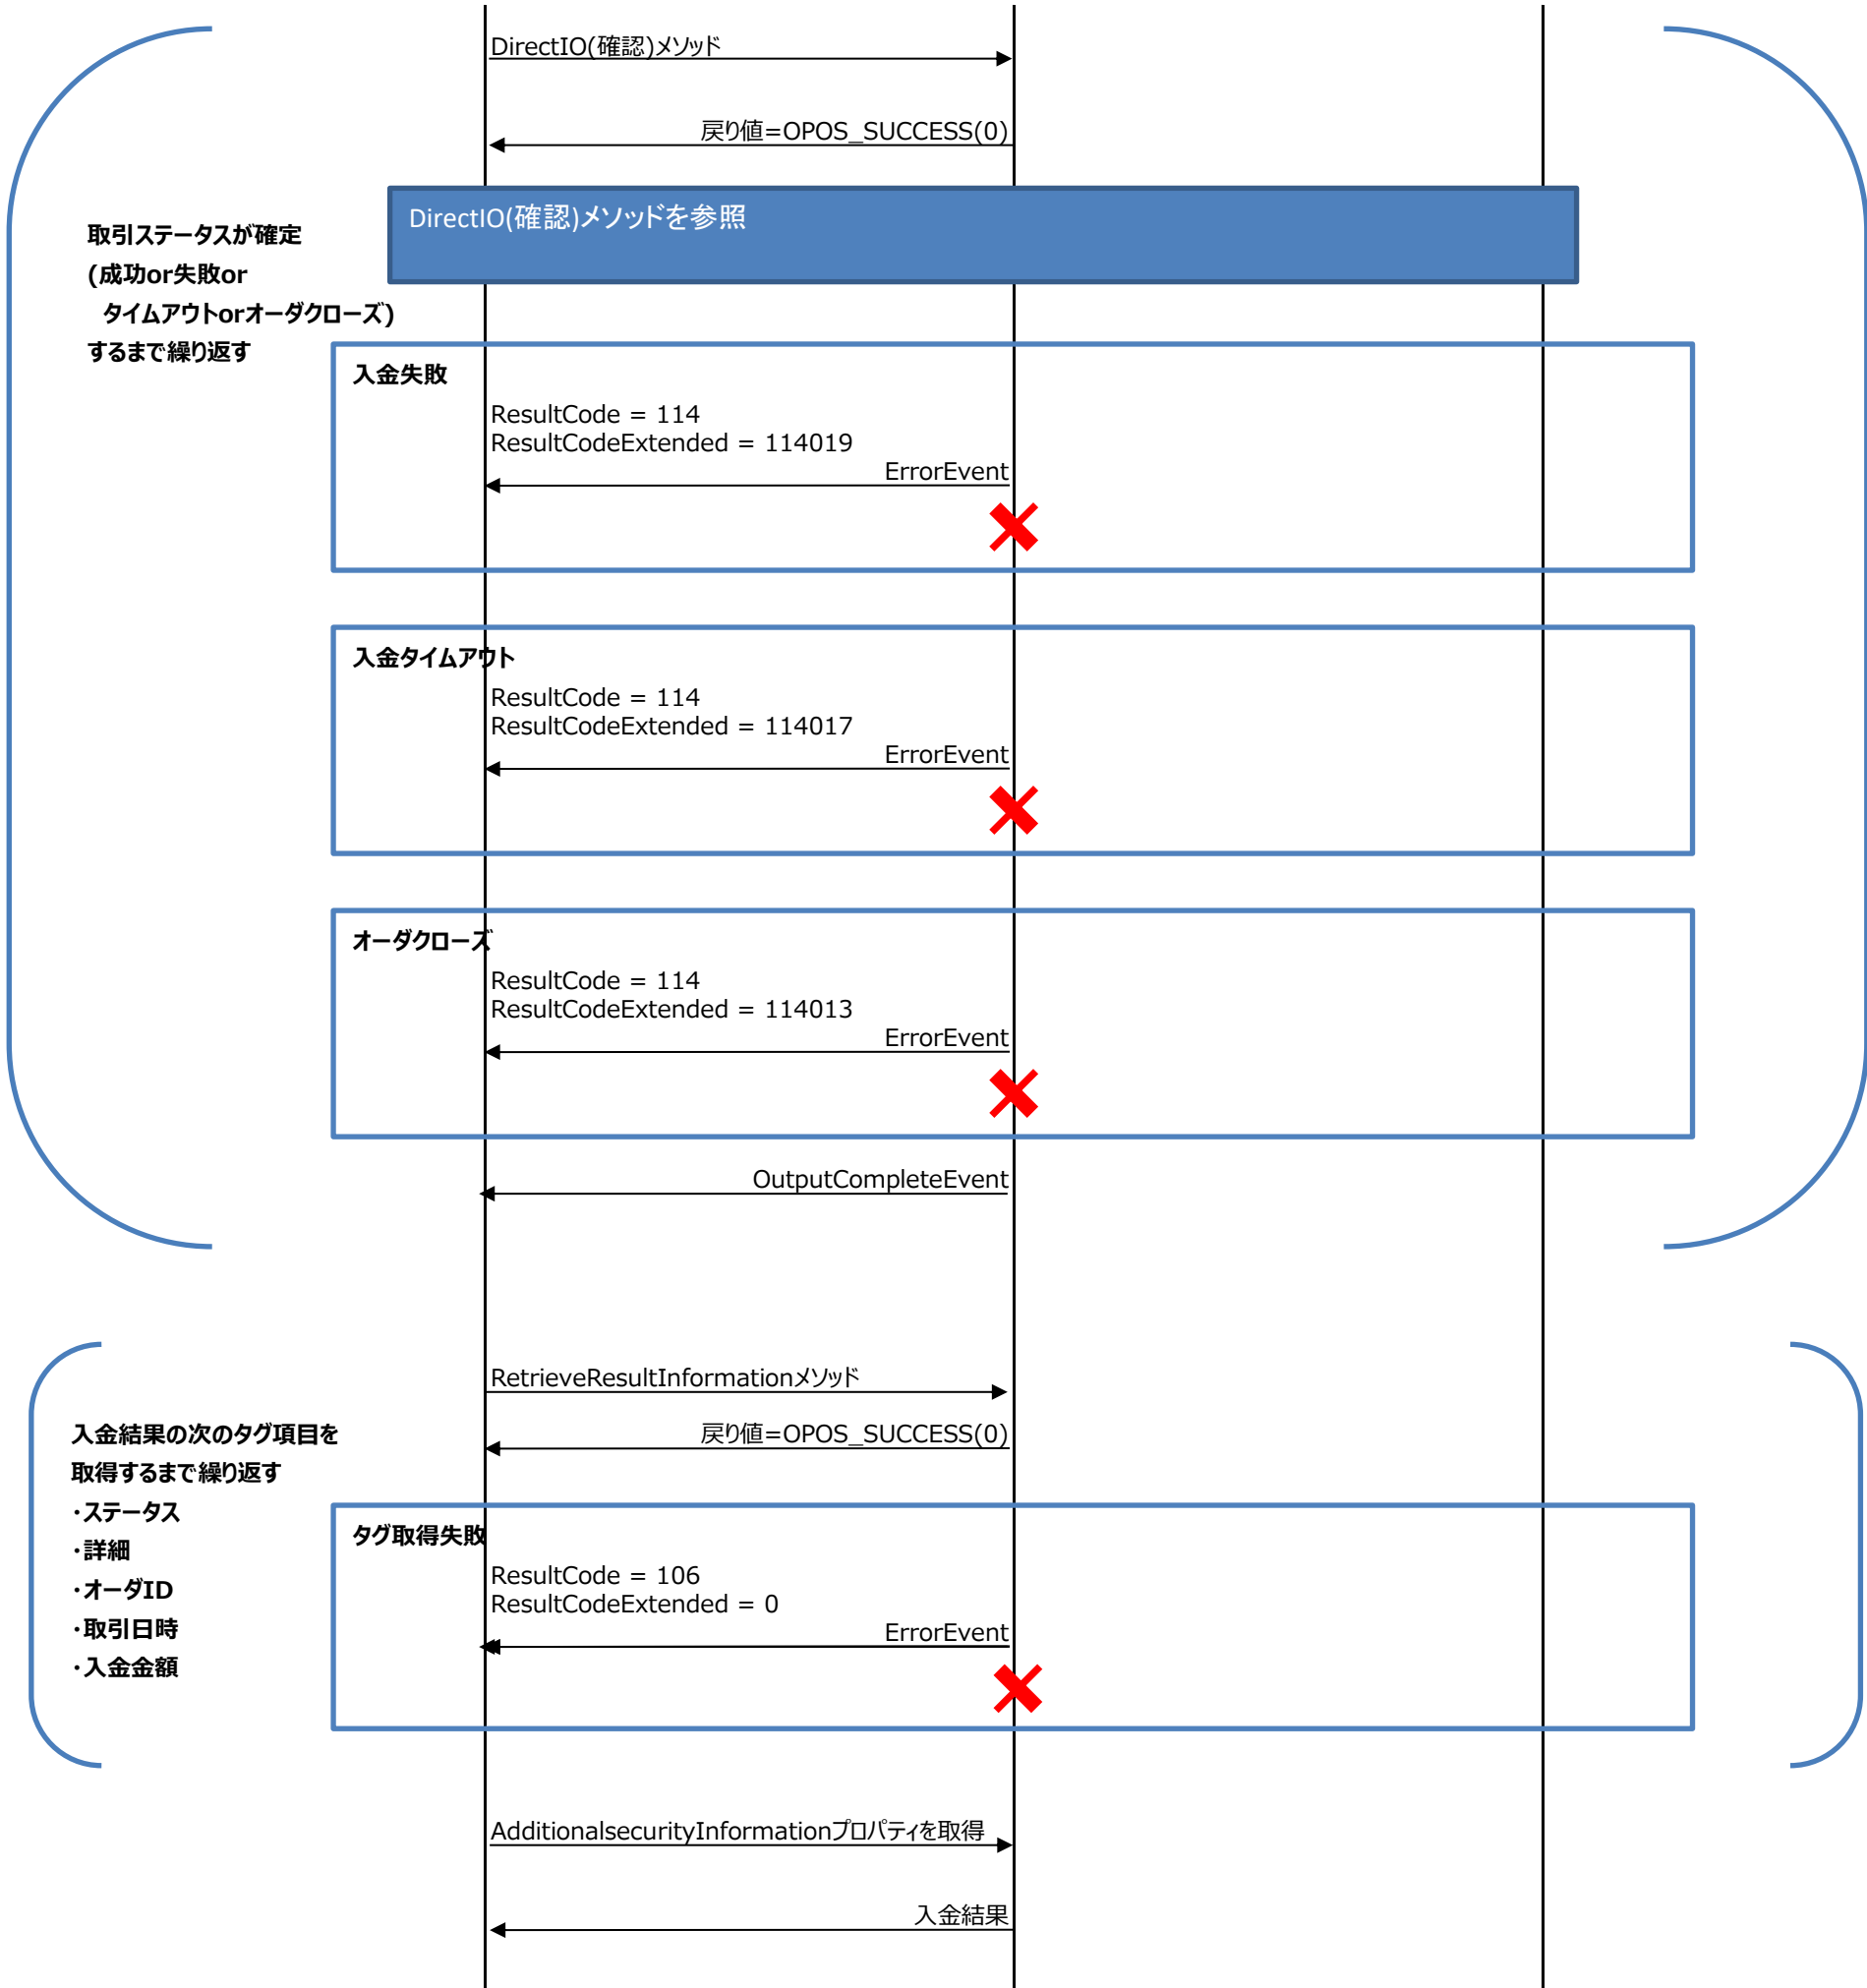 DirectIO(確認)メソッド
戻り値=OPOS_SUCCESS(0)
DirectIO(確認)メソッドを参照
取引ステータスが確定
(成功or失敗or
タイムアウトorオーダクローズ)
するまで繰り返す
入金失敗
ResultCode = 114
ResultCodeExtended = 114019
ErrorEvent
入金タイムアウト
ResultCode = 114
ResultCodeExtended = 114017
ErrorEvent
オーダクローズ
ResultCode = 114
ResultCodeExtended = 114013
ErrorEvent
OutputCompleteEvent
RetrieveResultInformationメソッド
戻り値=OPOS_SUCCESS(0)
入金結果の次のタグ項目を
取得するまで繰り返す
・ステータス
・詳細
・オーダID
・取引日時
・入金金額
タグ取得失敗
ResultCode = 106
ResultCodeExtended = 0
ErrorEvent
AdditionalsecurityInformationプロパティを取得
入金結果